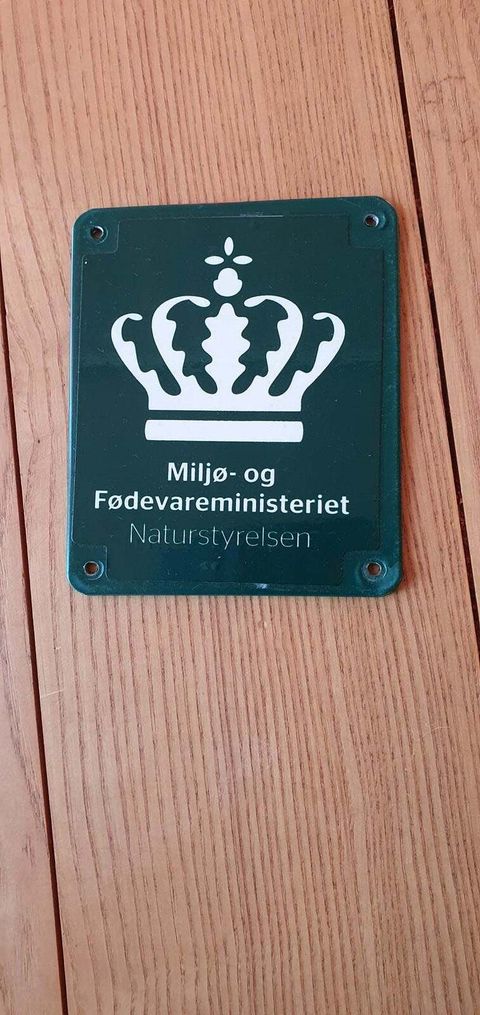 Miljø- og
Fødevareministeriet
Naturstyrelsen